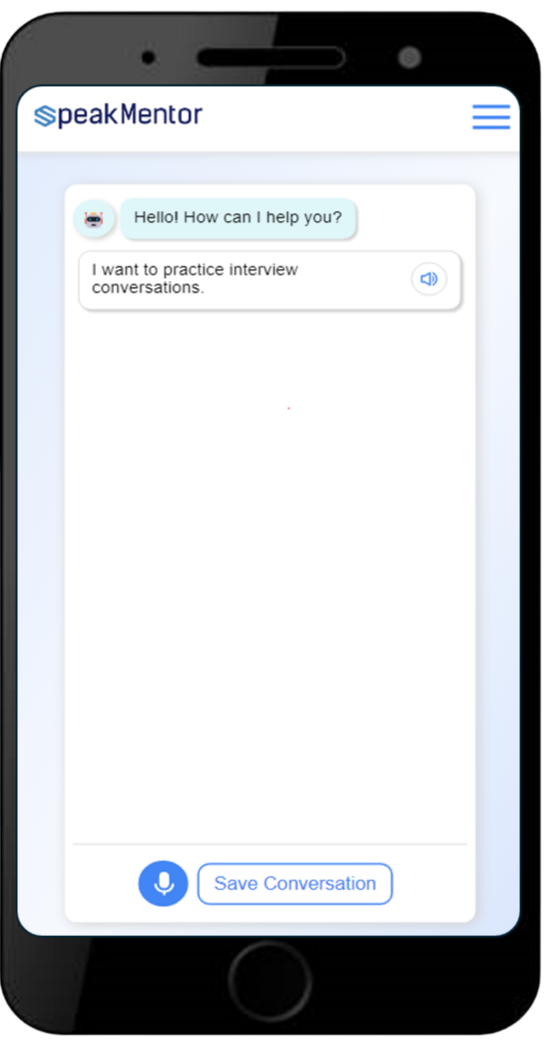 SpeakMentor
Hello! How can I help you?
I want to practice interview
conversations.
Save Conversation